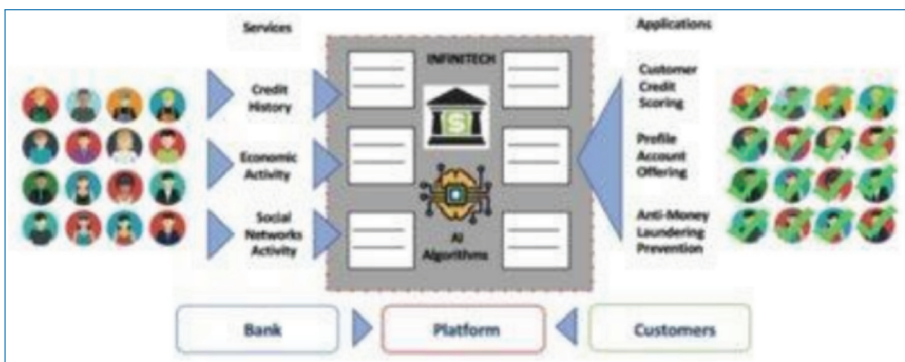 Services
Applications
INFINITECH
Credit
History
Economic
Activity
Social
Networks
Activity
$
AI
Algorithms
Customer
Credit
Scoring
Profile
Account
Offering
Anti-Money
Laundering
Prevention
Bank
Platform
Customers